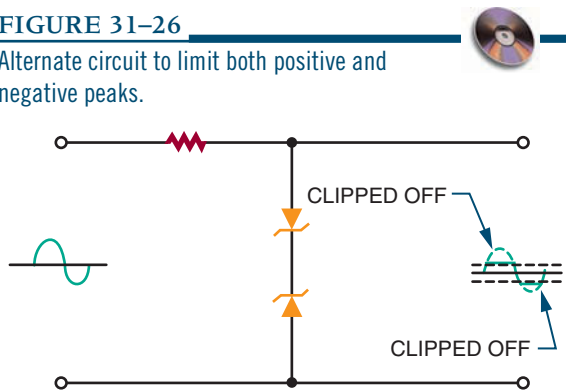 FIGURE 31–26
Alternate circuit to limit both positive and
negative peaks.
CLIPPED OFF
CLIPPED OFF